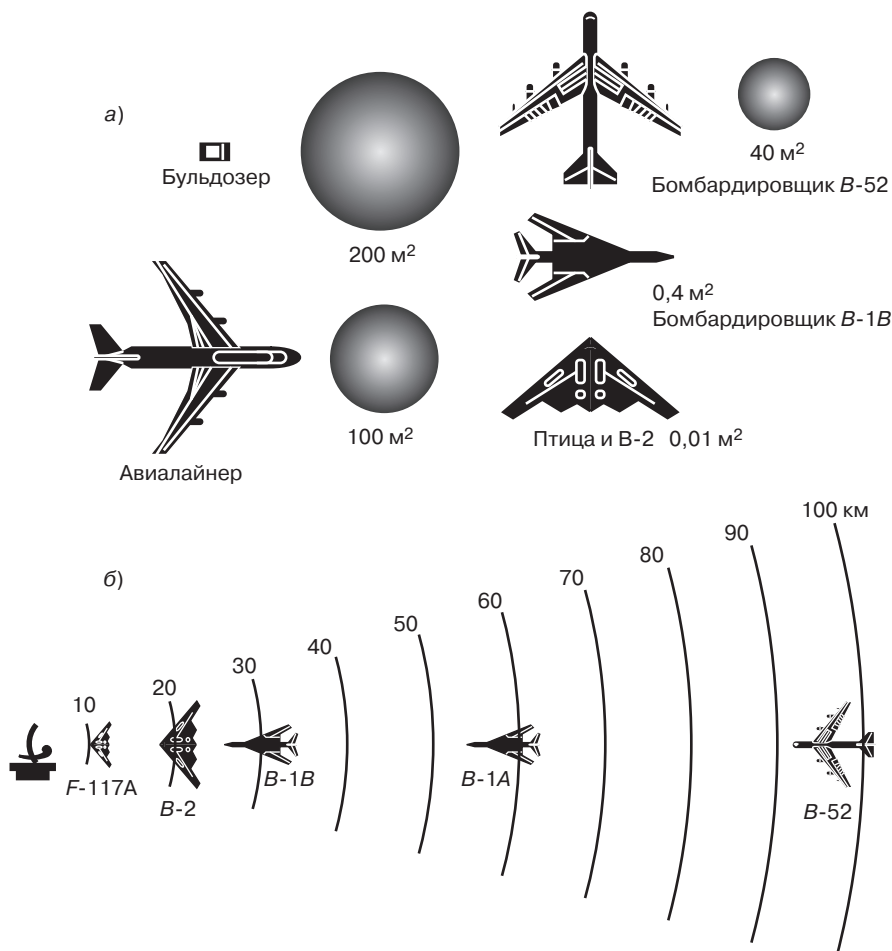 а)
Бульдозер
200 м²
40 м²
Бомбардировщик B-52
0,4 м²
Бомбардировщик B-1B
Авиалайнер
100 м²
Птица и В-2 0,01 м²
б)
10
20
30
40
50
60
70
80
90
100 км
F-117A
B-2
B-1B
B-1A
B-52